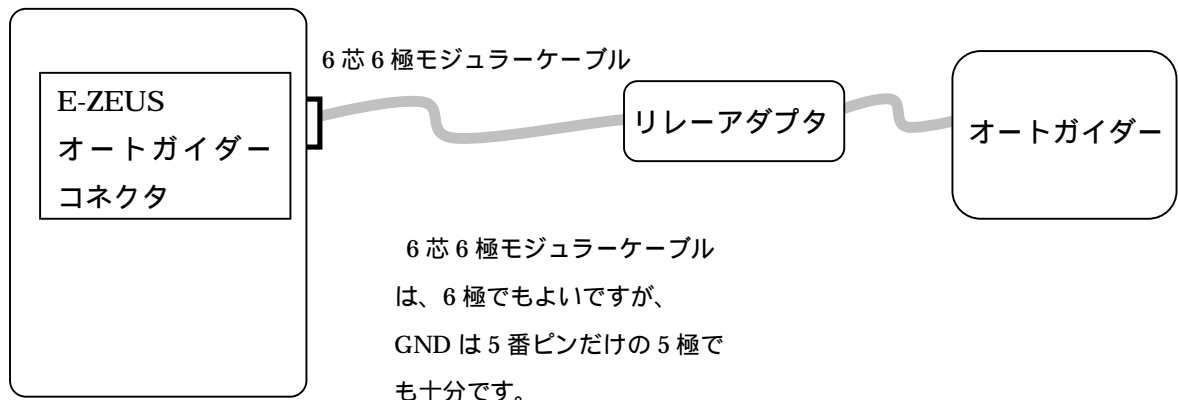 6芯6極モジュラーケーブル
E-ZEUS
オートガイダー
コネクタ
リレーアダプタ
オートガイダー
6芯6極モジュラーケーブル
は、6極でもよいですが、
GNDは5番ピンだけの5極で
も十分です。